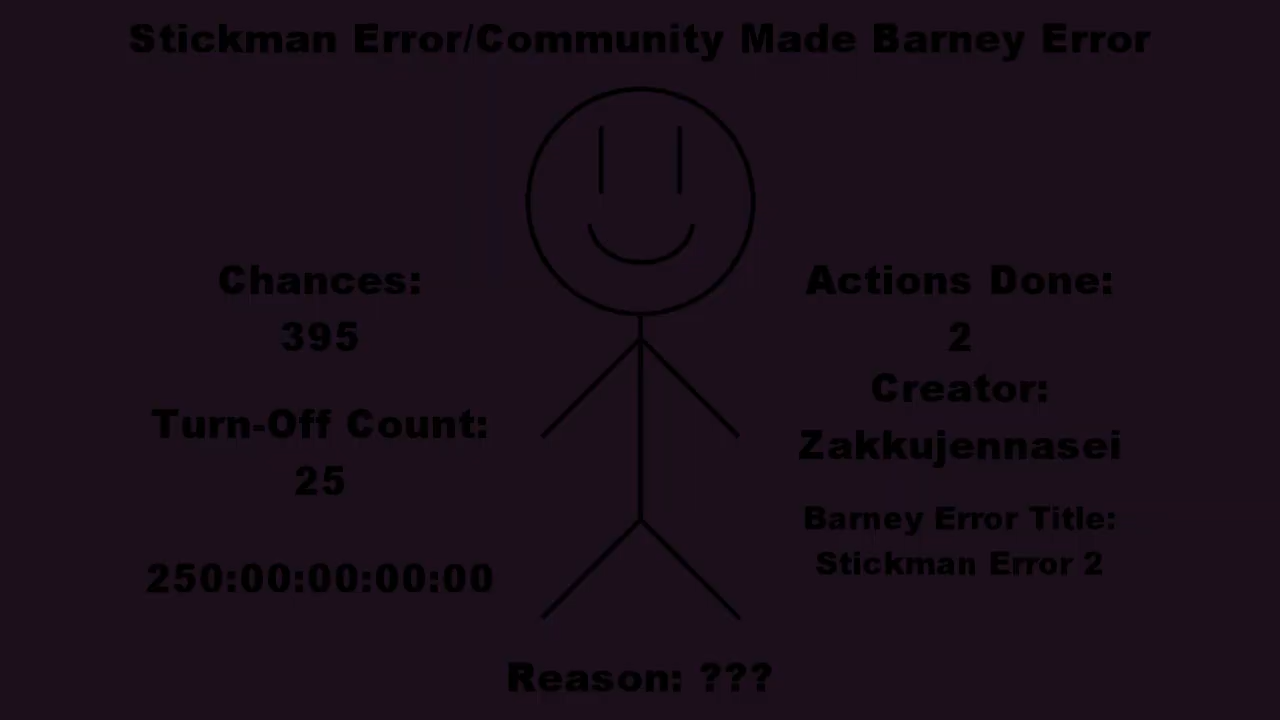 Stickman Error/Community Made Barney Error
Chances:
395
Turn-Off Count:
25
250:00:00:00:00:00
Actions Done:
2
Creator:
Zakkujennasei
Barney Error Title:
Stickman Error 2
Reason: ???